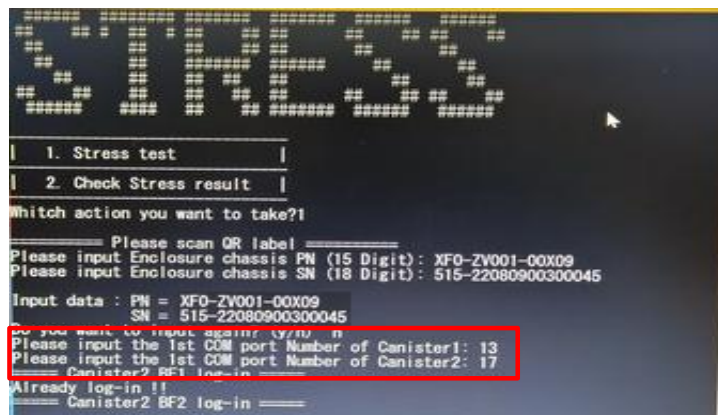 STRESS
1. Stress test
2. Check Stress result
Whitch action you want to take?1
Please scan QR label
Please input Enclosure chassis PN (15 Digit): XF0-ZV001-00X09
Please input Enclosure chassis SN (18 Digit): 515-22080900300045
Input data : PN = XF0-ZV001-00X09
SN = 515-22080900300045
Do you want to input again? (y/n) n
Please input the 1st COM port Number of Canister1: 13
Please input the 1st COM port Number of Canister2: 17
===== Canister2 BF1 log-in =====
Already log-in !!
===== Canister2 BF2 log-in =====